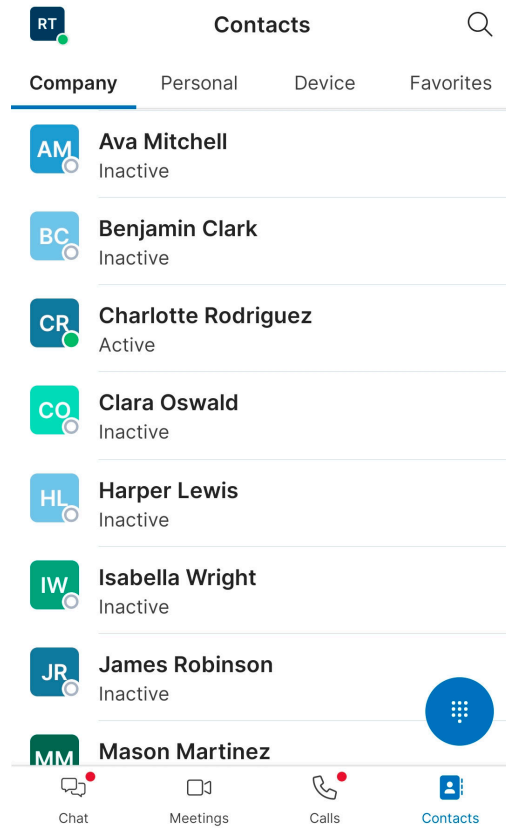 RT
Contacts
Company Personal Device Favorites
AM
Ava Mitchell
Inactive
BC
Benjamin Clark
Inactive
CR
Charlotte Rodriguez
Active
CO
Clara Oswald
Inactive
HL
Harper Lewis
Inactive
IW
Isabella Wright
Inactive
JR
James Robinson
Inactive
MM
Mason Martinez
Chat Meetings Calls Contacts